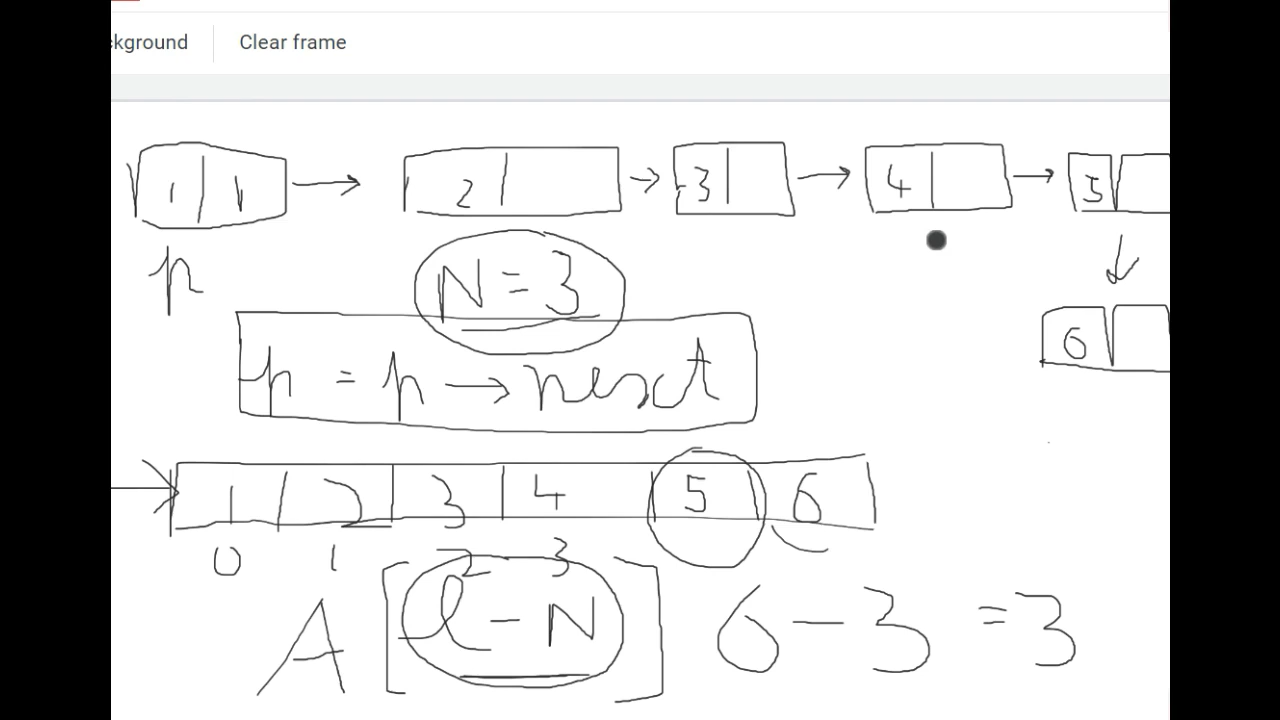 ckground Clear frame
1 1 → 2 → 3 → 4 → 5
p
N = 3
6
p = p → next
1 2 3 4 5 6
0 1 2 3
A [ l - N ] 6 - 3 = 3